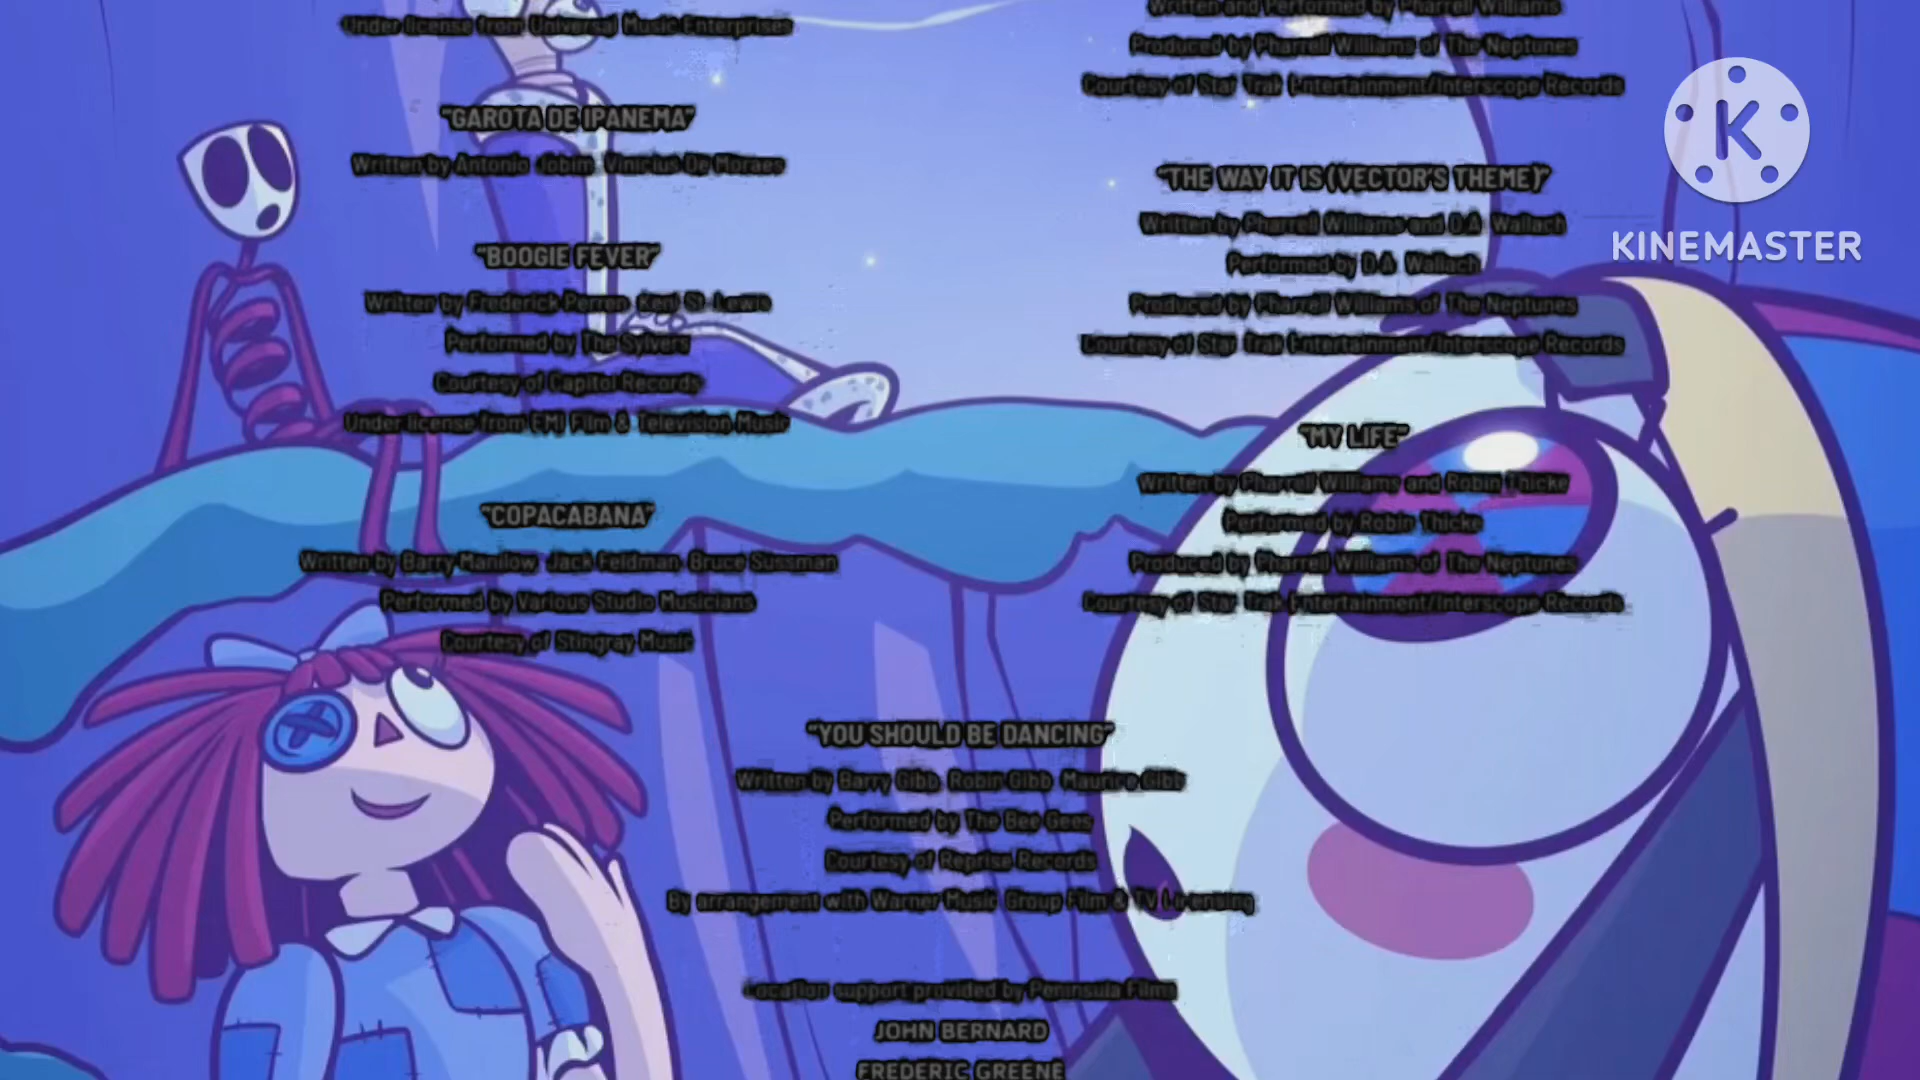 Under license from Universal Music Enterprises
"GAROTA DE IPANEMA"
Written by Antonio Jobim, Vinicius De Moraes
"BOOGIE FEVER"
Written by Frederick Perren, Keni St. Lewis
Performed by The Sylvers
Courtesy of Capitol Records
Under license from EMI Film & Television Music
"COPACABANA"
Written by Barry Manilow, Jack Feldman, Bruce Sussman
Performed by Various Studio Musicians
Courtesy of Stingray Music
Written and Performed by Pharrell Williams
Produced by Pharrell Williams of The Neptunes
Courtesy of Star Trak Entertainment/Interscope Records
"THE WAY IT IS (VECTOR'S THEME)"
Written by Pharrell Williams and D.A. Wallach
Performed by D.A. Wallach
Produced by Pharrell Williams of The Neptunes
Courtesy of Star Trak Entertainment/Interscope Records
"MY LIFE"
Written by Pharrell Williams and Robin Thicke
Performed by Robin Thicke
Produced by Pharrell Williams of The Neptunes
Courtesy of Star Trak Entertainment/Interscope Records
"YOU SHOULD BE DANCING"
Written by Barry Gibb, Robin Gibb, Maurice Gibb
Performed by The Bee Gees
Courtesy of Reprise Records
By arrangement with Warner Music Group Film & TV Licensing
Location support provided by Peninsula Films
JOHN BERNARD
FREDERIC GREENE
K
KINEMASTER